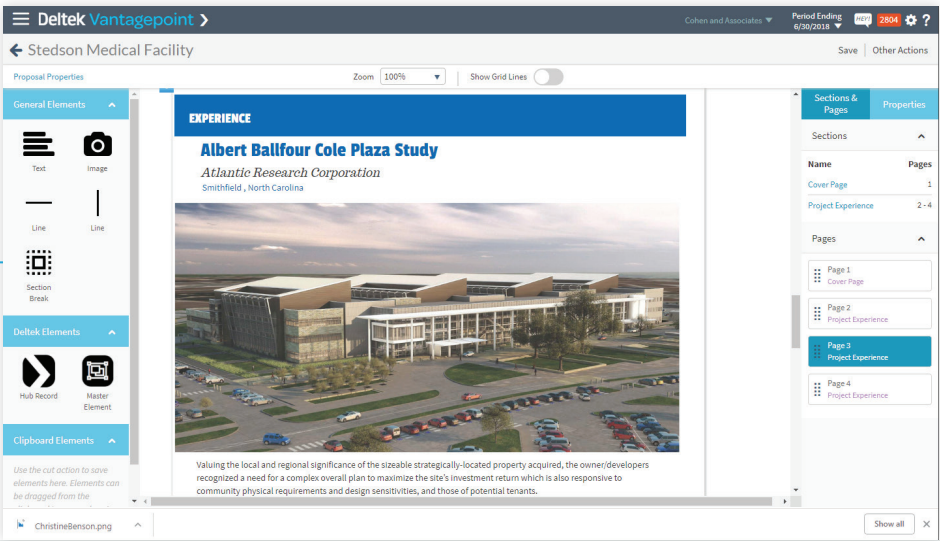 Deltek Vantagepoint
Cohen and Associates
Period Ending
6/30/2018
HEY!
2804
?
Stedson Medical Facility
Save
Other Actions
Proposal Properties
Zoom
100%
Show Grid Lines
General Elements
Text
Image
Line
Line
Section
Break
Deltek Elements
Hub Record
Master
Element
Clipboard Elements
Use the cut action to save
elements here. Elements can
be dragged from the
EXPERIENCE
Albert Ballfour Cole Plaza Study
Atlantic Research Corporation
Smithfield , North Carolina
Valuing the local and regional significance of the sizeable strategically-located property acquired, the owner/developers
recognized a need for a complex overall plan to maximize the site's investment return which is also responsive to
community physical requirements and design sensitivities, and those of potential tenants.
Sections &
Pages
Properties
Sections
Name Pages
Cover Page 1
Project Experience 2 - 4
Pages
Page 1
Cover Page
Page 2
Project Experience
Page 3
Project Experience
Page 4
Project Experience
ChristineBenson.png
Show all